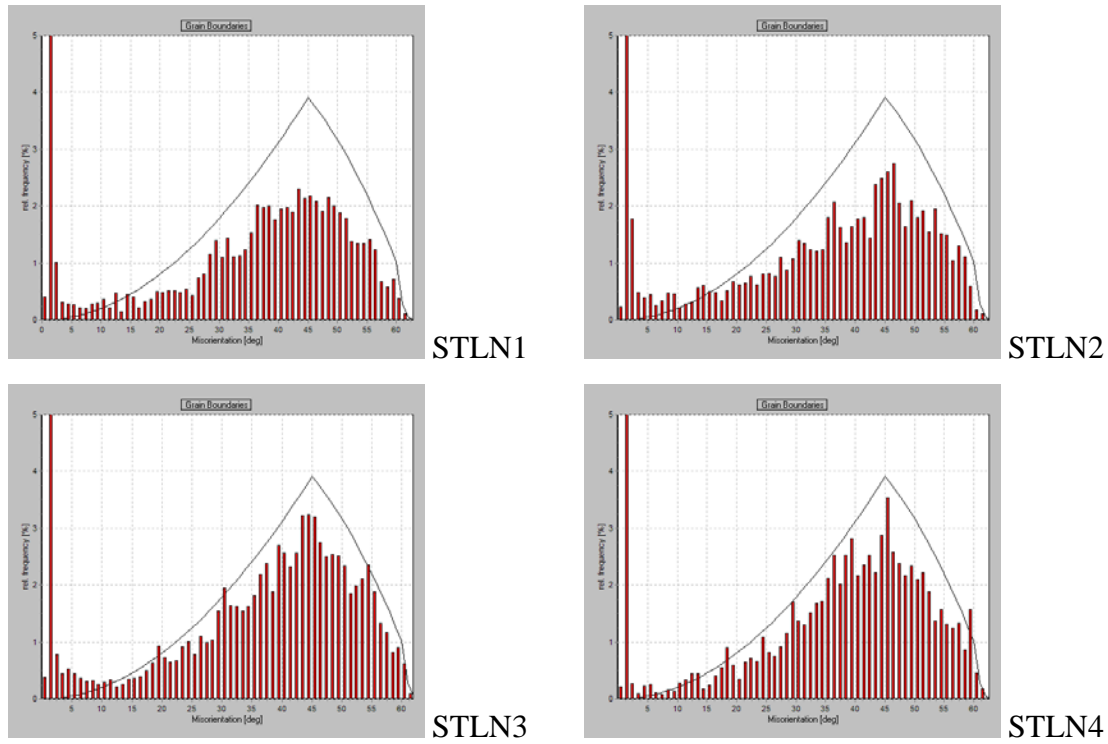 Grain Boundaries
5
4
3
2
1
0
rel. frequency [%]
0 5 10 15 20 25 30 35 40 45 50 55 60
Misorientation [deg]
STLN1
Grain Boundaries
5
4
3
2
1
0
rel. frequency [%]
5 10 15 20 25 30 35 40 45 50 55 60
Misorientation [deg]
STLN2
Grain Boundaries
5
4
3
2
1
0
rel. frequency [%]
5 10 15 20 25 30 35 40 45 50 55 60
Misorientation [deg]
STLN3
Grain Boundaries
5
4
3
2
1
0
rel. frequency [%]
5 10 15 20 25 30 35 40 45 50 55 60
Misorientation [deg]
STLN4